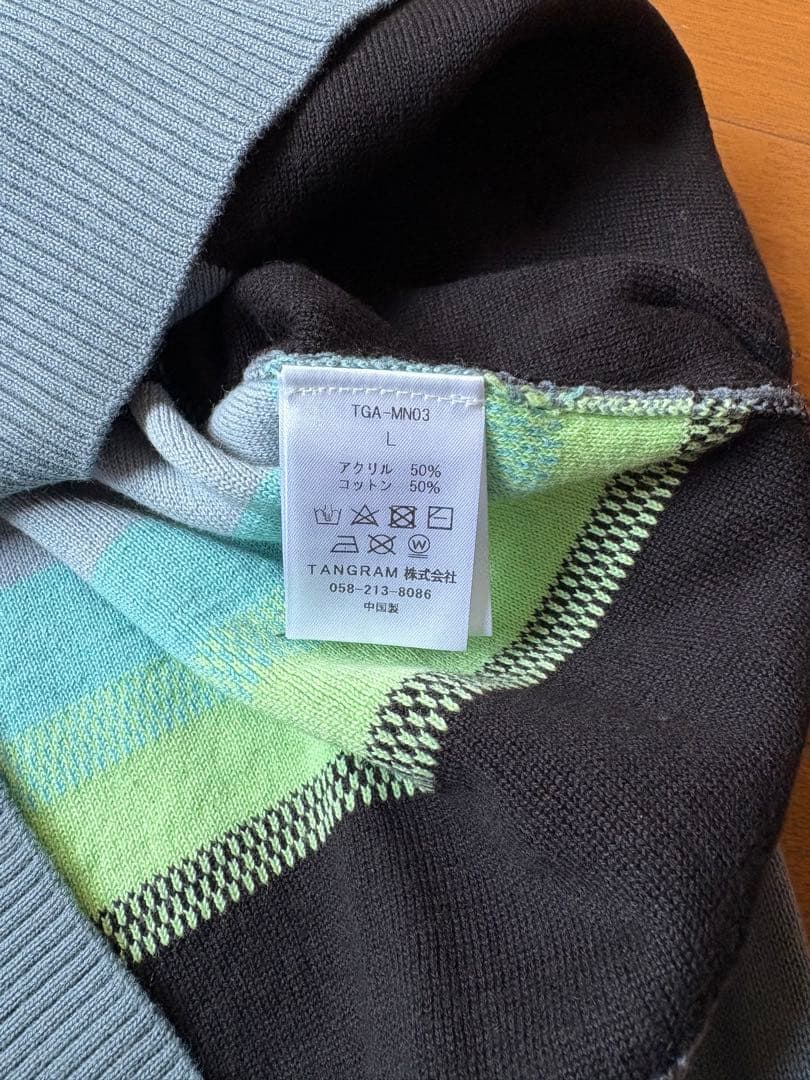 TGA-MN03
L
アクリル 50%
コットン 50%
W
TANGRAM 株式会社
058-213-8086
中国製